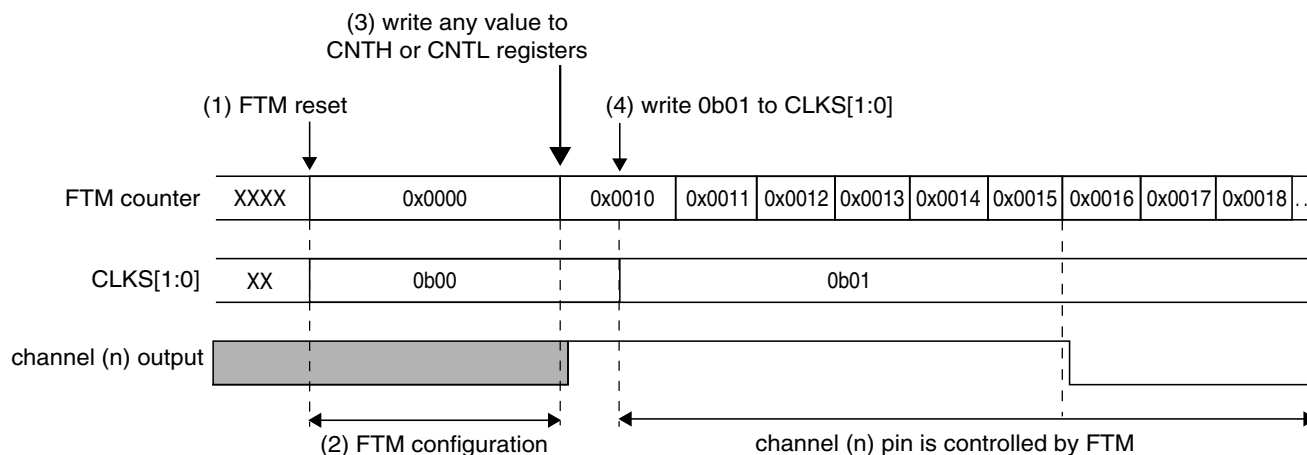 (3) write any value to
CNTH or CNTL registers
(1) FTM reset
(4) write 0b01 to CLKS[1:0]
FTM counter XXXX 0x0000 0x0010 0x0011 0x0012 0x0013 0x0014 0x0015 0x0016 0x0017 0x0018 ..
CLKS[1:0] XX 0b00 0b01
channel (n) output
(2) FTM configuration channel (n) pin is controlled by FTM